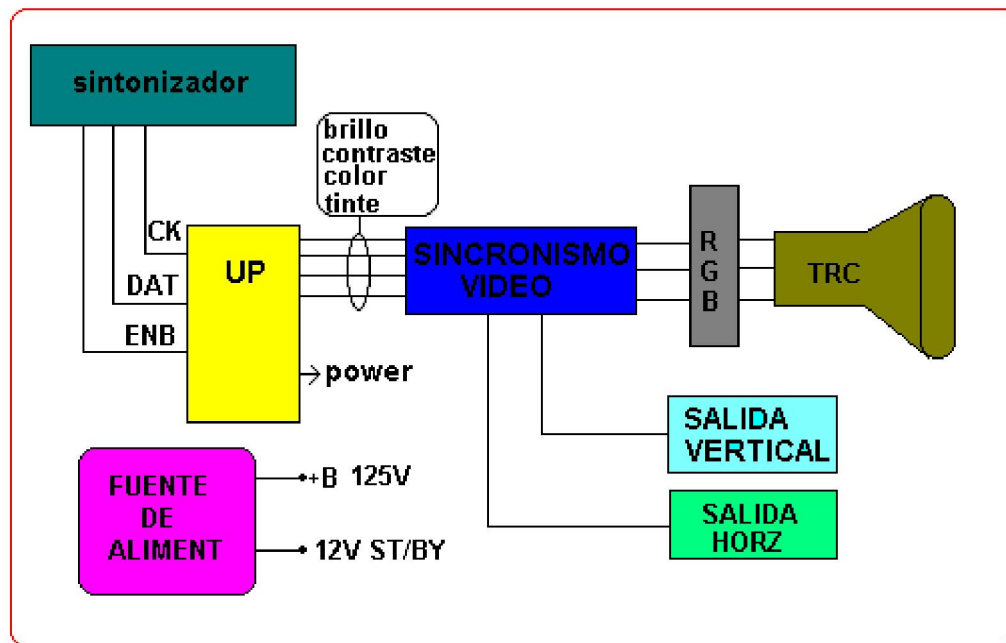 sintonizador
brillo
contraste
color
tinte
CK
DAT
ENB
UP
power
SINCRONISMO
VIDEO
R
G
B
TRC
SALIDA
VERTICAL
SALIDA
HORZ
FUENTE
DE
ALIMENT
+B 125V
12V ST/BY